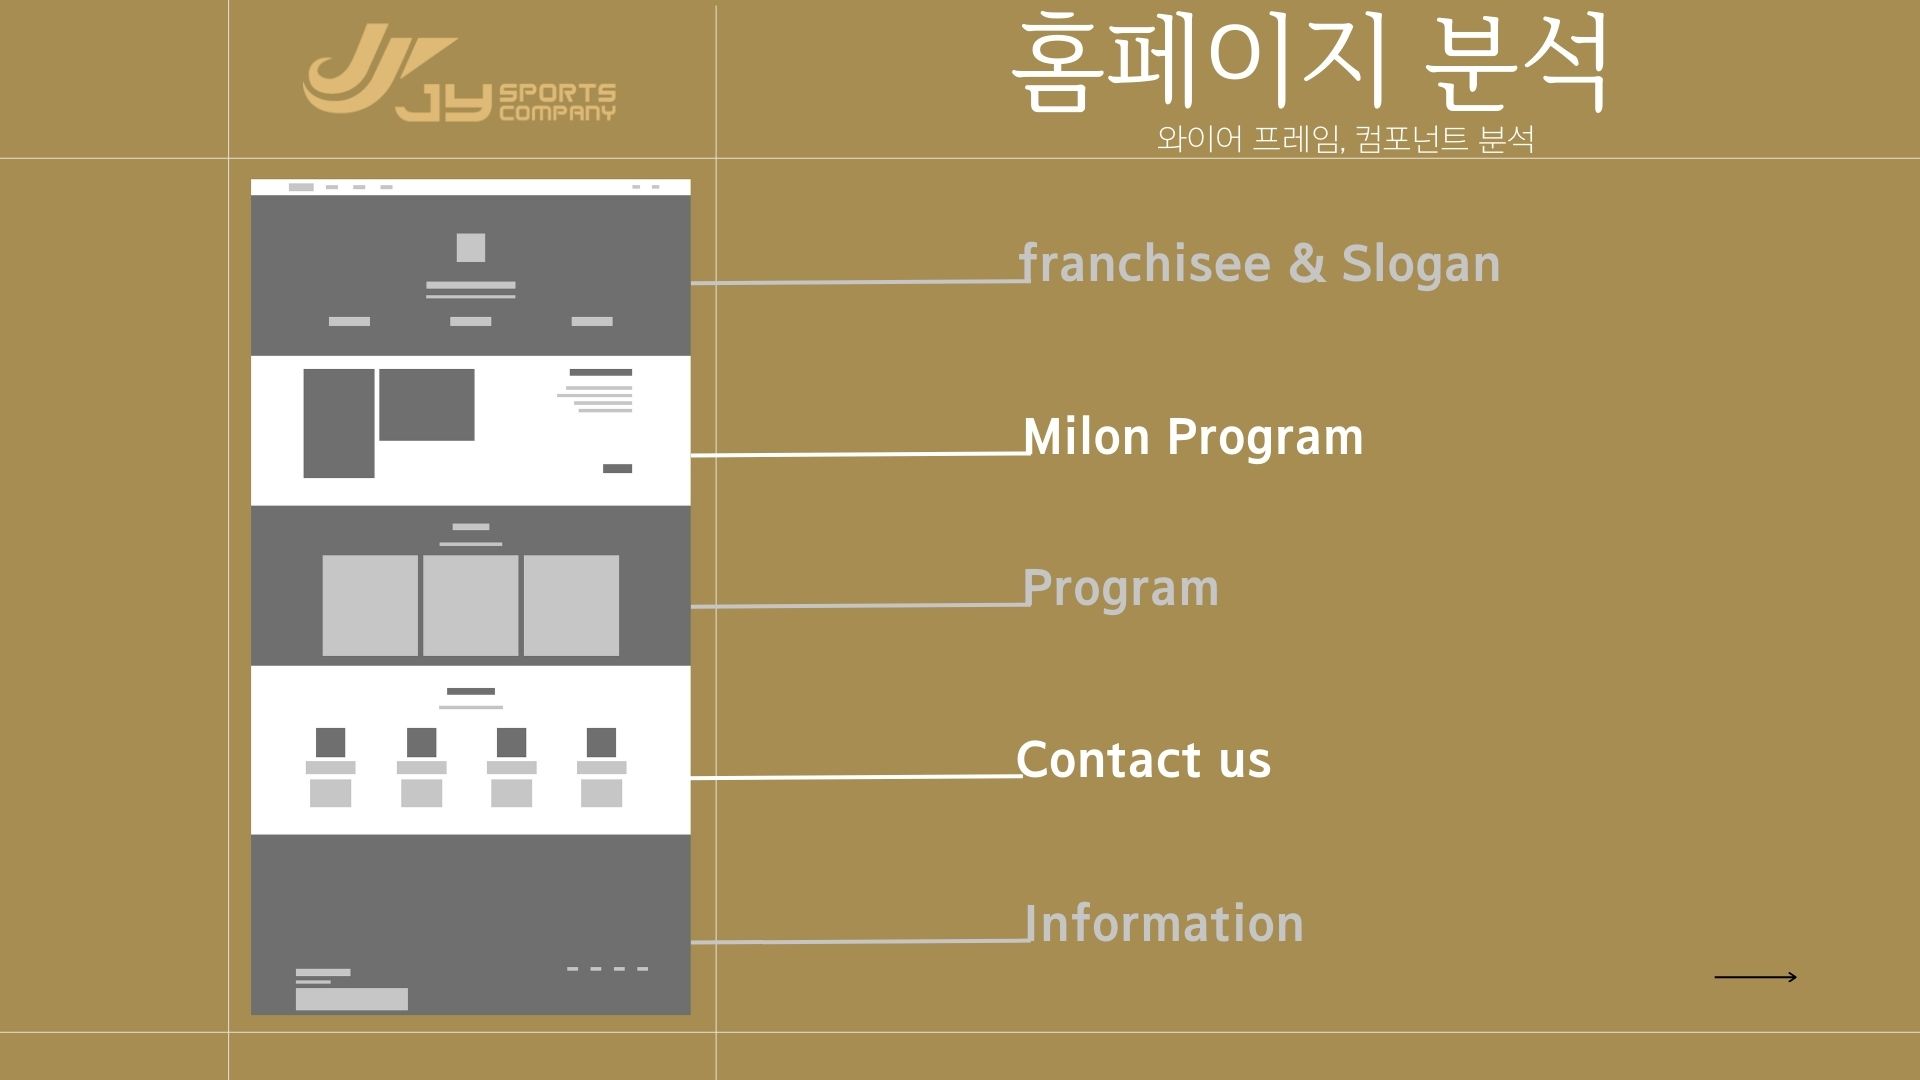 JY SPORTS
COMPANY
홈페이지 분석
와이어 프레임, 컴포넌트 분석
franchisee & Slogan
Milon Program
Program
Contact us
Information